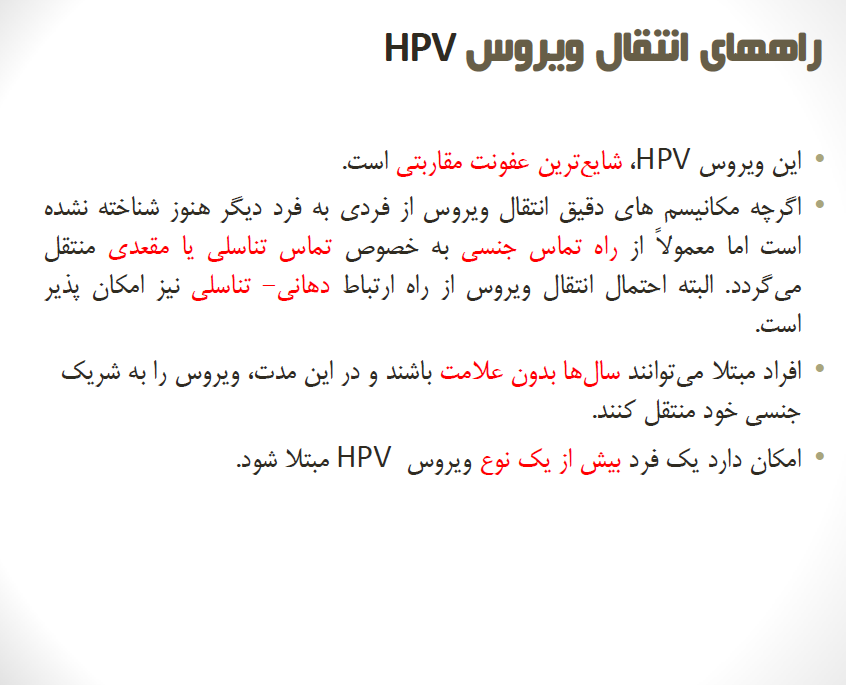 راههای انتقال ویروس HPV
• این ویروس HPV، شایع‌ترین عفونت مقاربتی است.
• اگرچه مکانیسم های دقیق انتقال ویروس از فردی به فرد دیگر هنوز شناخته نشده
است اما معمولاً از راه تماس جنسی به خصوص تماس تناسلی یا مقعدی منتقل
می‌گردد. البته احتمال انتقال ویروس از راه ارتباط دهانی- تناسلی نیز امکان پذیر
است.
• افراد مبتلا می‌توانند سال‌ها بدون علامت باشند و در این مدت، ویروس را به شریک
جنسی خود منتقل کنند.
• امکان دارد یک فرد بیش از یک نوع ویروس HPV مبتلا شود.